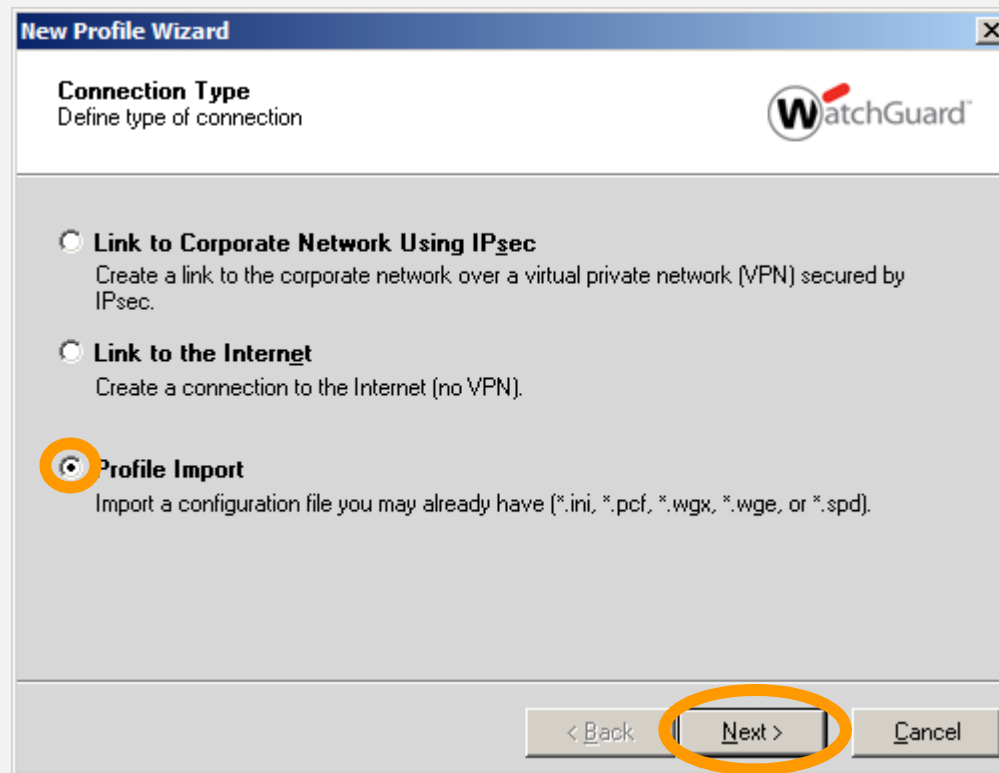 New Profile Wizard
Connection Type
Define type of connection
WatchGuard
Link to Corporate Network Using IPsec
Create a link to the corporate network over a virtual private network (VPN) secured by
IPsec.
Link to the Internet
Create a connection to the Internet (no VPN).
Profile Import
Import a configuration file you may already have (*.ini, *.pcf, *.wgx, *.wge, or *.spd).
< Back Next > Cancel